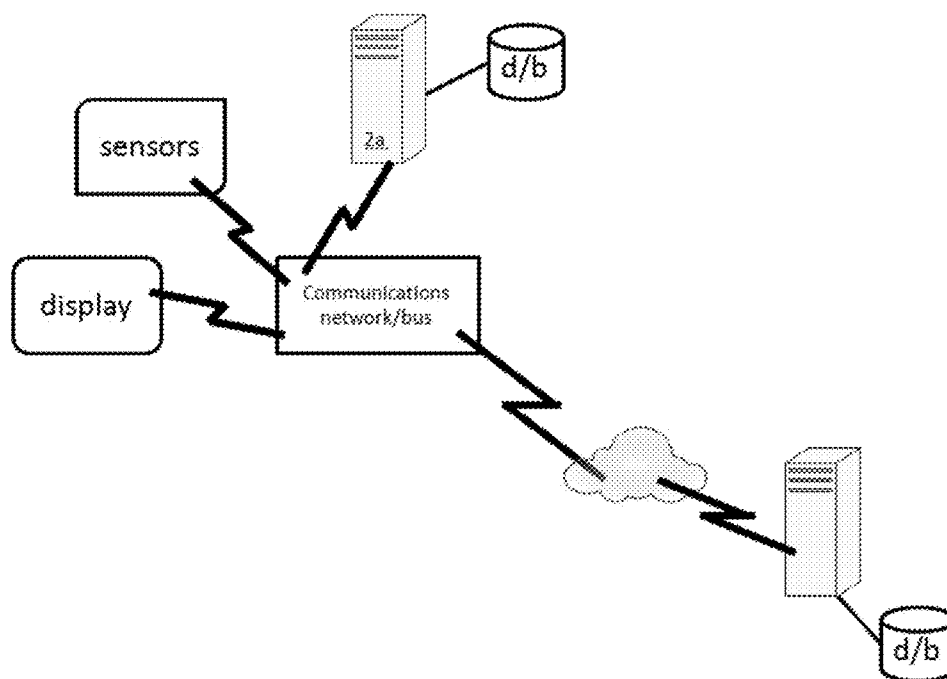 d/b
2a
sensors
Communications
network/bus
display
d/b